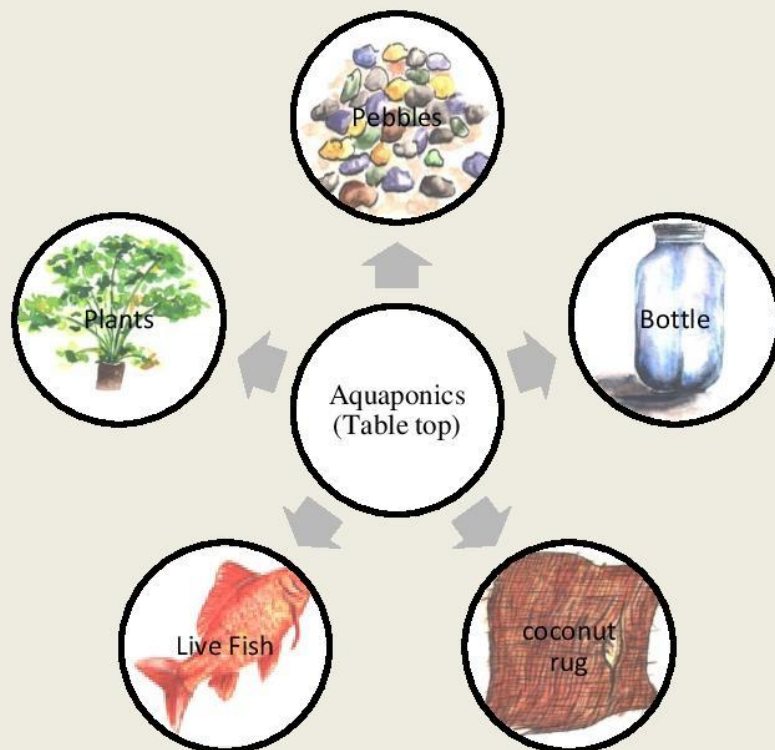 Pebbles
Plants
Bottle
Aquaponics
(Table top)
Live Fish
coconut
rug